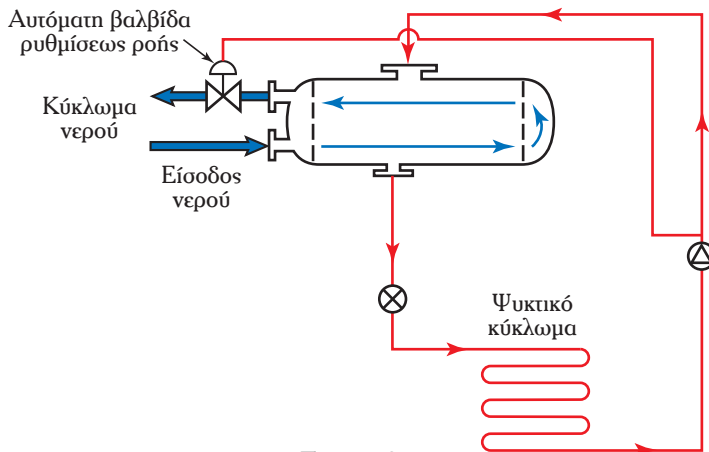 Αυτόματη βαλβίδα
ρυθμίσεως ροής
Κύκλωμα
νερού
Είσοδος
νερού
Ψυκτικό
κύκλωμα